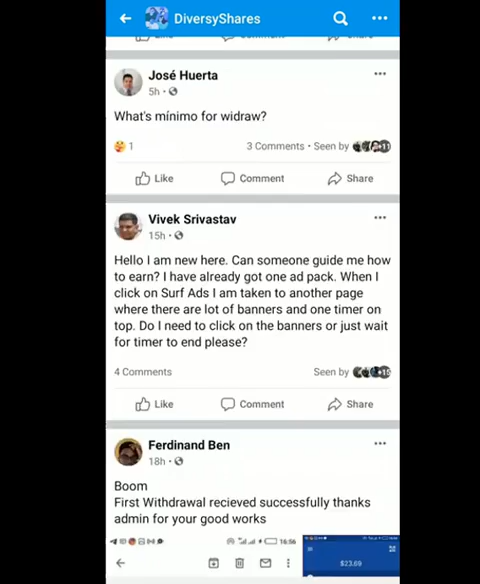 DiversyShares
José Huerta
5h
What's mínimo for widraw?
1
3 Comments • Seen by
+11
Like
Comment
Share
Vivek Srivastav
15h
Hello I am new here. Can someone guide me how
to earn? I have already got one ad pack. When I
click on Surf Ads I am taken to another page
where there are lot of banners and one timer on
top. Do I need to click on the banners or just wait
for timer to end please?
4 Comments
Seen by
Like
Comment
Share
Ferdinand Ben
18h
Boom
First Withdrawal recieved successfully thanks
admin for your good works
16:56
$23.69